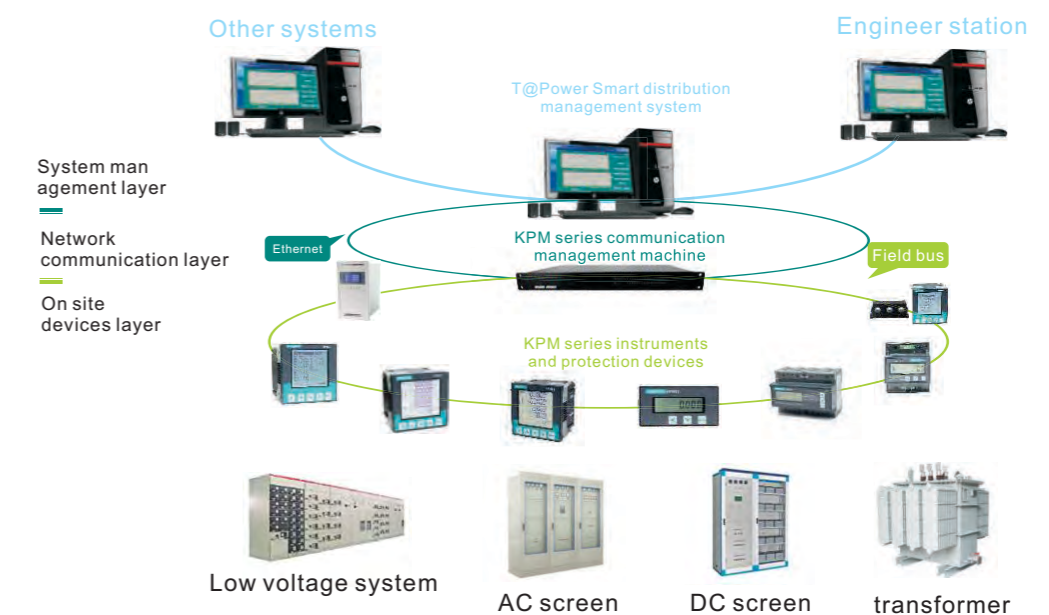 Other systems
Engineer station
T@Power Smart distribution
management system
System man
agement layer
Network
communication layer
On site
devices layer
Ethernet
KPM series communication
management machine
Field bus
KPM series instruments
and protection devices
Low voltage system
AC screen
DC screen
transformer